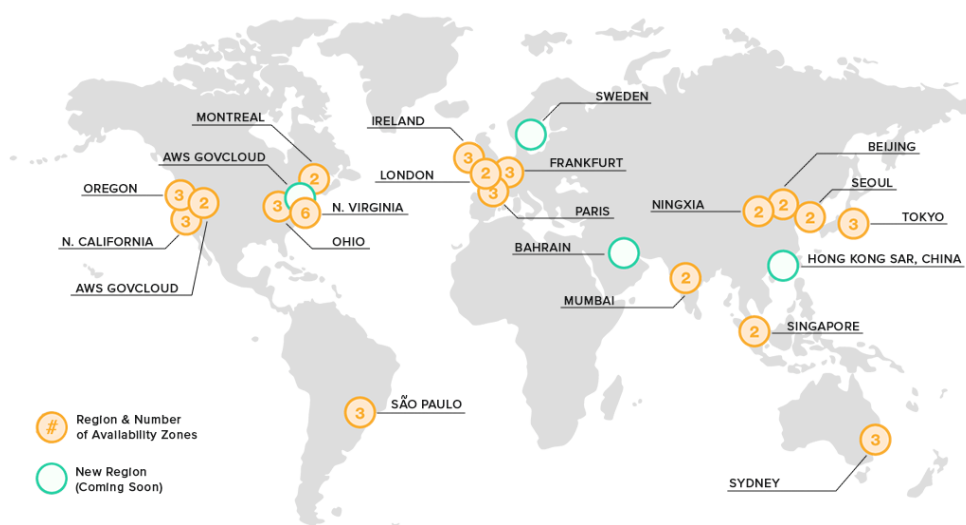 SWEDEN
MONTREAL
IRELAND
BEIJING
AWS GOVCLOUD
FRANKFURT
LONDON
SEOUL
OREGON
NINGXIA
N. VIRGINIA
PARIS
TOKYO
N. CALIFORNIA
OHIO
BAHRAIN
HONG KONG SAR, CHINA
AWS GOVCLOUD
MUMBAI
SINGAPORE
SÃO PAULO
SYDNEY
2
3
3
2
3
2
3
6
3
2
3
3
2
2
2
3
2
2
3
3
# Region & Number
of Availability Zones
New Region
(Coming Soon)